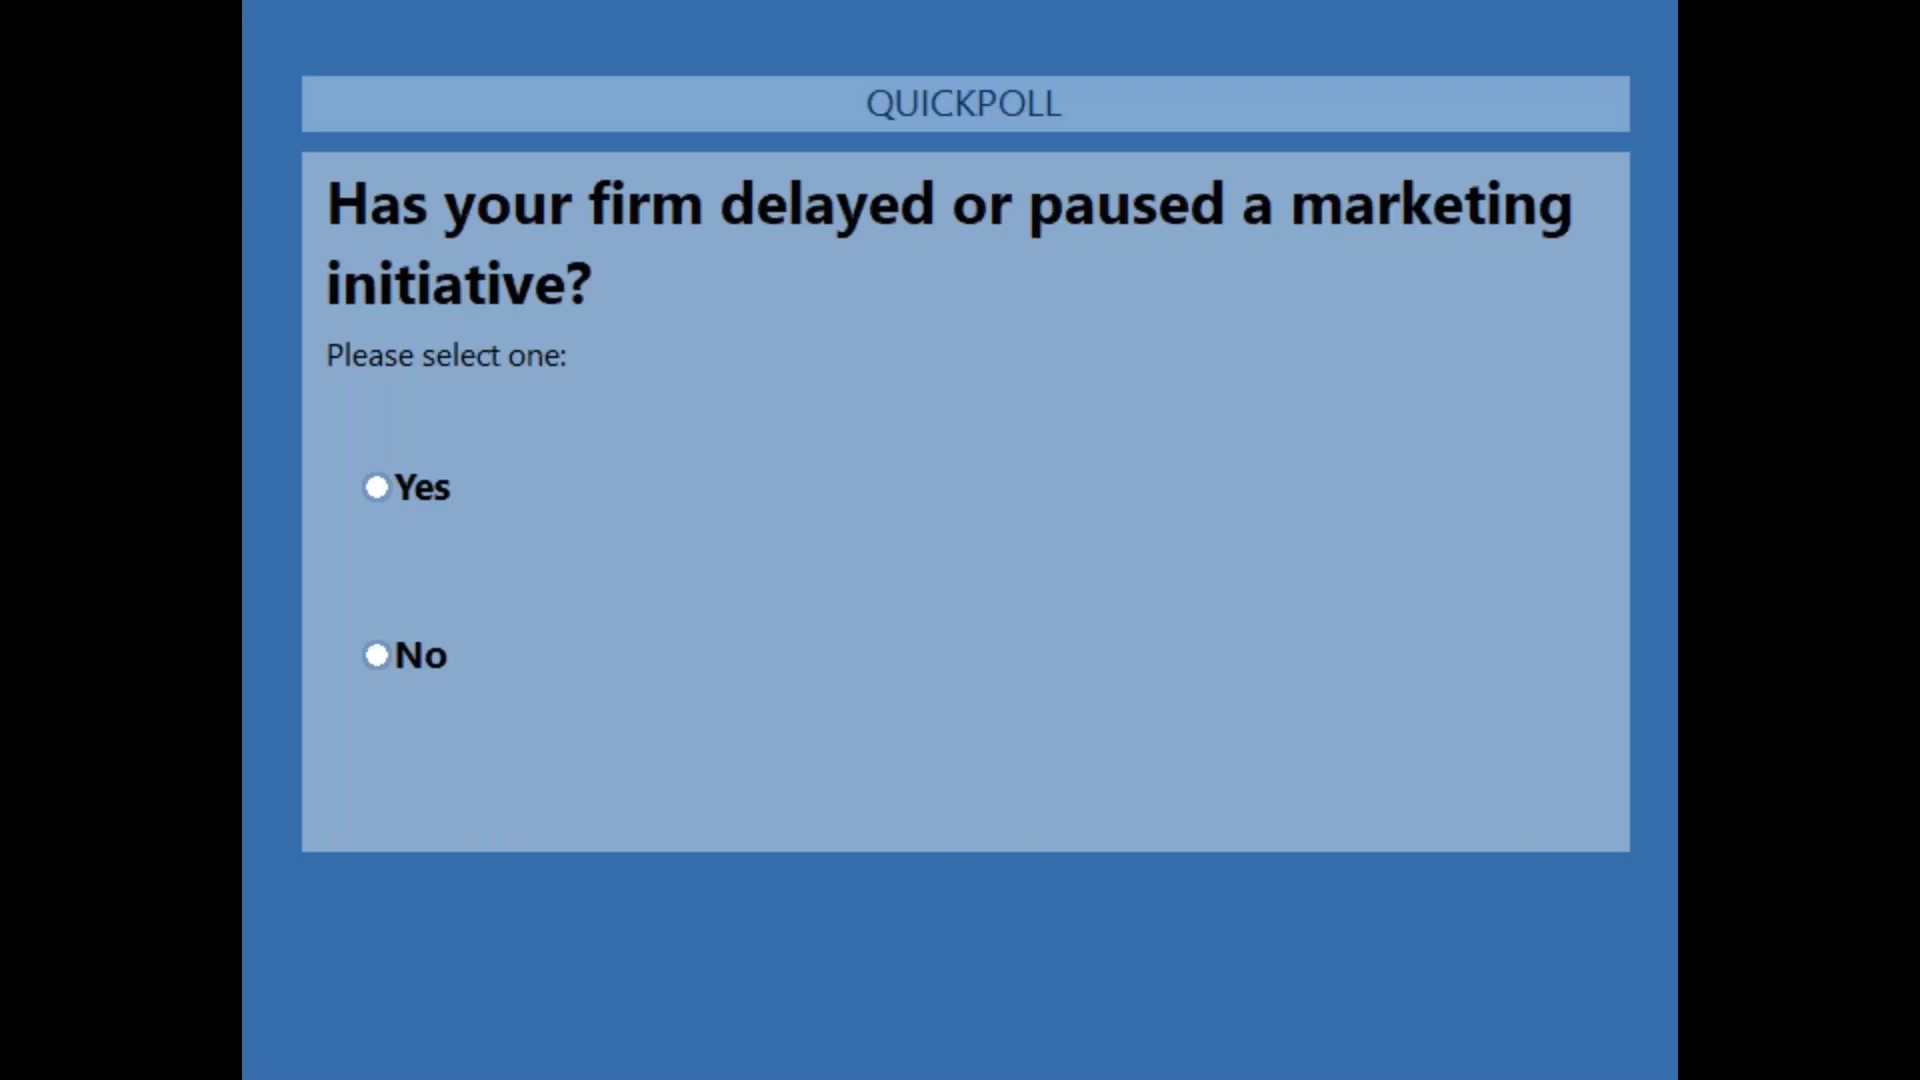 QUICKPOLL
Has your firm delayed or paused a marketing
initiative?
Please select one:
Yes
No